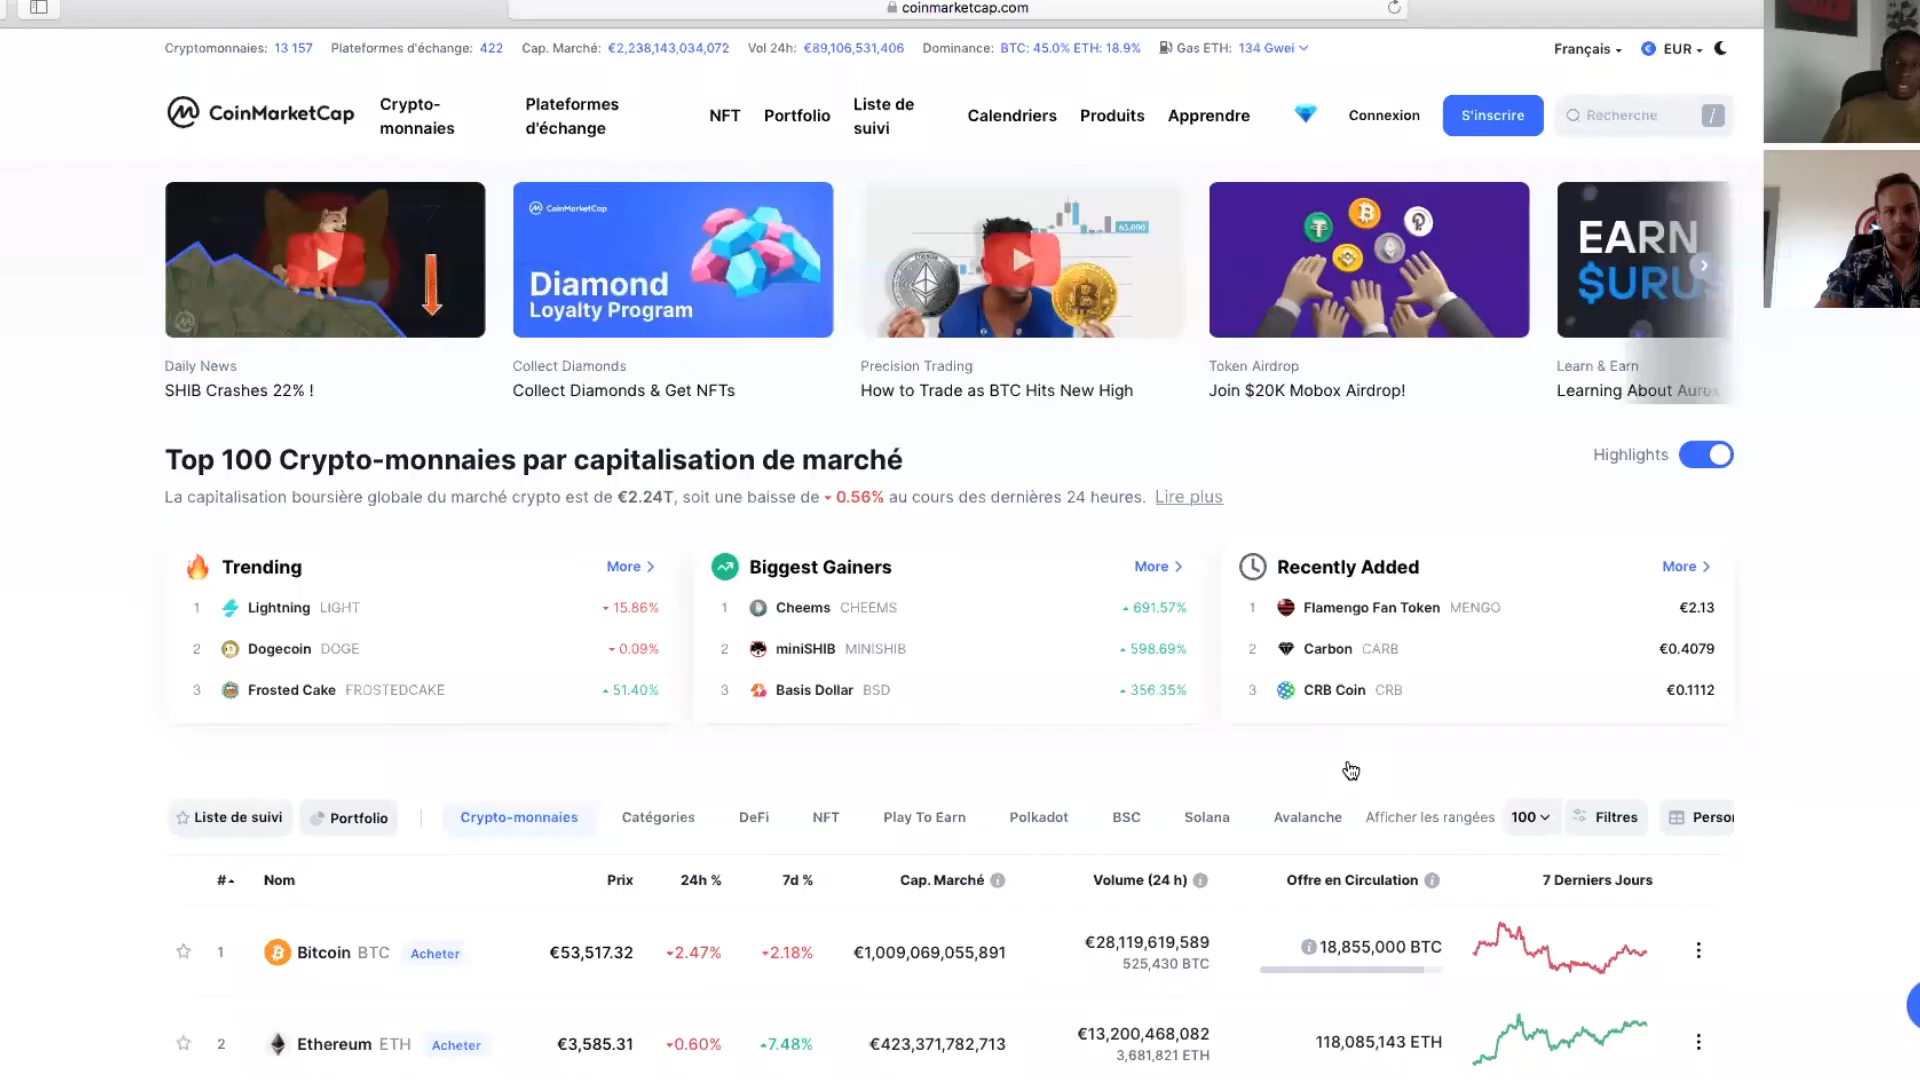 coinmarketcap.com
Cryptomonnaies: 13 157 Plateformes d'échange: 422 Cap. Marché: €2,238,143,034,072 Vol 24h: €89,106,531,406 Dominance: BTC: 45.0% ETH: 18.9% Gas ETH: 134 Gwei Français EUR
CoinMarketCap Crypto-monnaies Plateformes d'échange NFT Portfolio Liste de suivi Calendriers Produits Apprendre Connexion S'inscrire Recherche /
CoinMarketCap
Diamond
Loyalty Program
63,000
EARN
$URU
Daily News
SHIB Crashes 22% !
Collect Diamonds
Collect Diamonds & Get NFTs
Precision Trading
How to Trade as BTC Hits New High
Token Airdrop
Join $20K Mobox Airdrop!
Learn & Earn
Learning About Aurox
Top 100 Crypto-monnaies par capitalisation de marché
Highlights
La capitalisation boursière globale du marché crypto est de €2.24T, soit une baisse de 0.56% au cours des dernières 24 heures. Lire plus
Trending More
1 Lightning LIGHT 15.86%
2 Dogecoin DOGE 0.09%
3 Frosted Cake FROSTEDCAKE 51.40%
Biggest Gainers More
1 Cheems CHEEMS 691.57%
2 miniSHIB MINISHIB 598.69%
3 Basis Dollar BSD 356.35%
Recently Added More
1 Flamengo Fan Token MENGO €2.13
2 Carbon CARB €0.4079
3 CRB Coin CRB €0.1112
Liste de suivi Portfolio Crypto-monnaies Catégories DeFi NFT Play To Earn Polkadot BSC Solana Avalanche Afficher les rangées 100 Filtres Perso
# Nom Prix 24h % 7d % Cap. Marché Volume (24 h) Offre en Circulation 7 Derniers Jours
1 Bitcoin BTC Acheter €53,517.32 2.47% 2.18% €1,009,069,055,891 €28,119,619,589 18,855,000 BTC
525,430 BTC
2 Ethereum ETH Acheter €3,585.31 0.60% 7.48% €423,371,782,713 €13,200,468,082 118,085,143 ETH
3,681,821 ETH